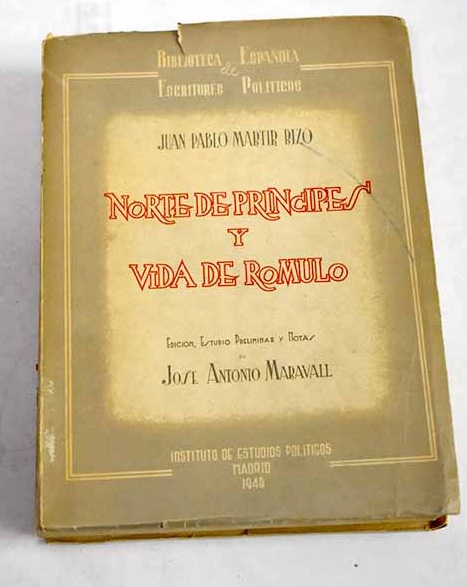 BIBLIOTECA ESPAÑOLA
de
ESCRITORES POLITICOS
JUAN PABLO MARTIR RIZO
NORTE DE PRINCIPES
Y
VIDA DE ROMULO
EDICION, ESTUDIO PRELIMINAR Y NOTAS
DE
JOSE ANTONIO MARAVALL
INSTITUTO DE ESTUDIOS POLITICOS
MADRID
1945